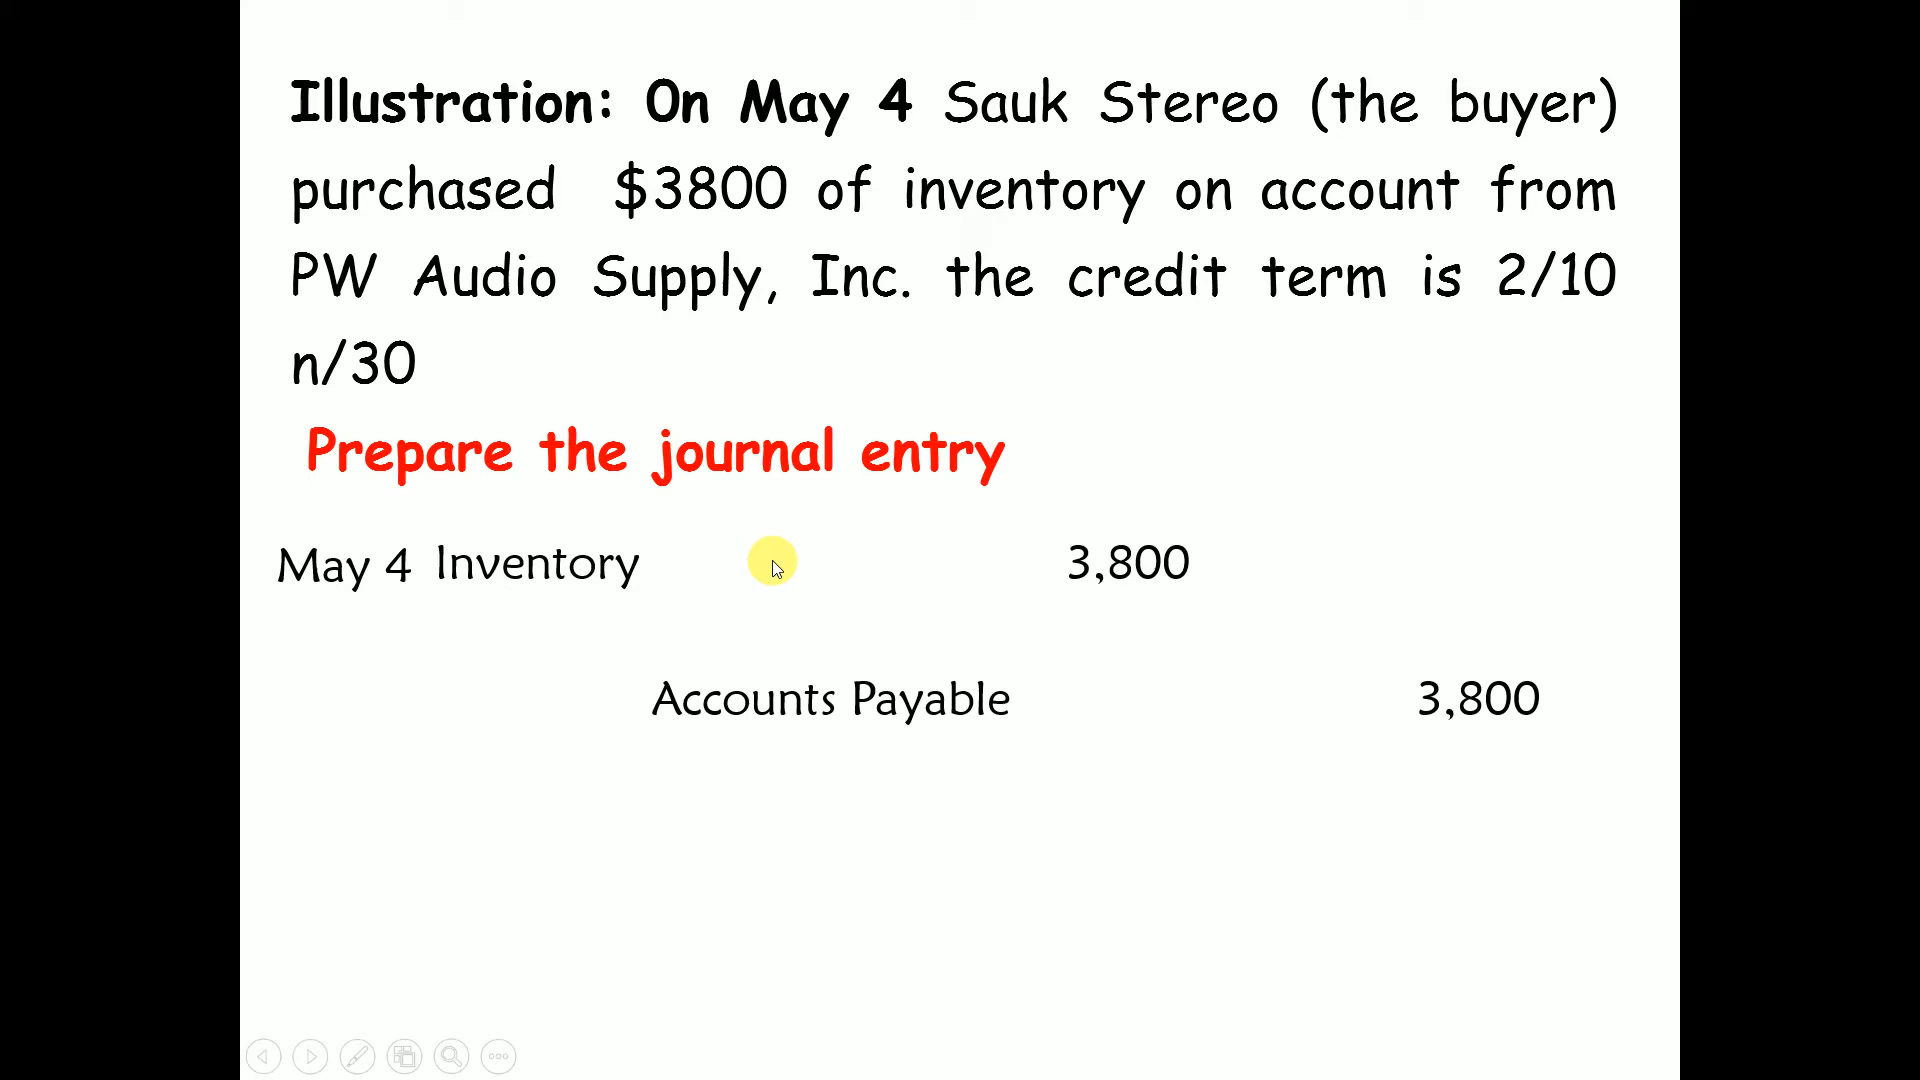 Illustration: On May 4 Sauk Stereo (the buyer)
purchased $3800 of inventory on account from
PW Audio Supply, Inc. the credit term is 2/10
n/30
Prepare the journal entry
May 4 Inventory 3,800
Accounts Payable 3,800